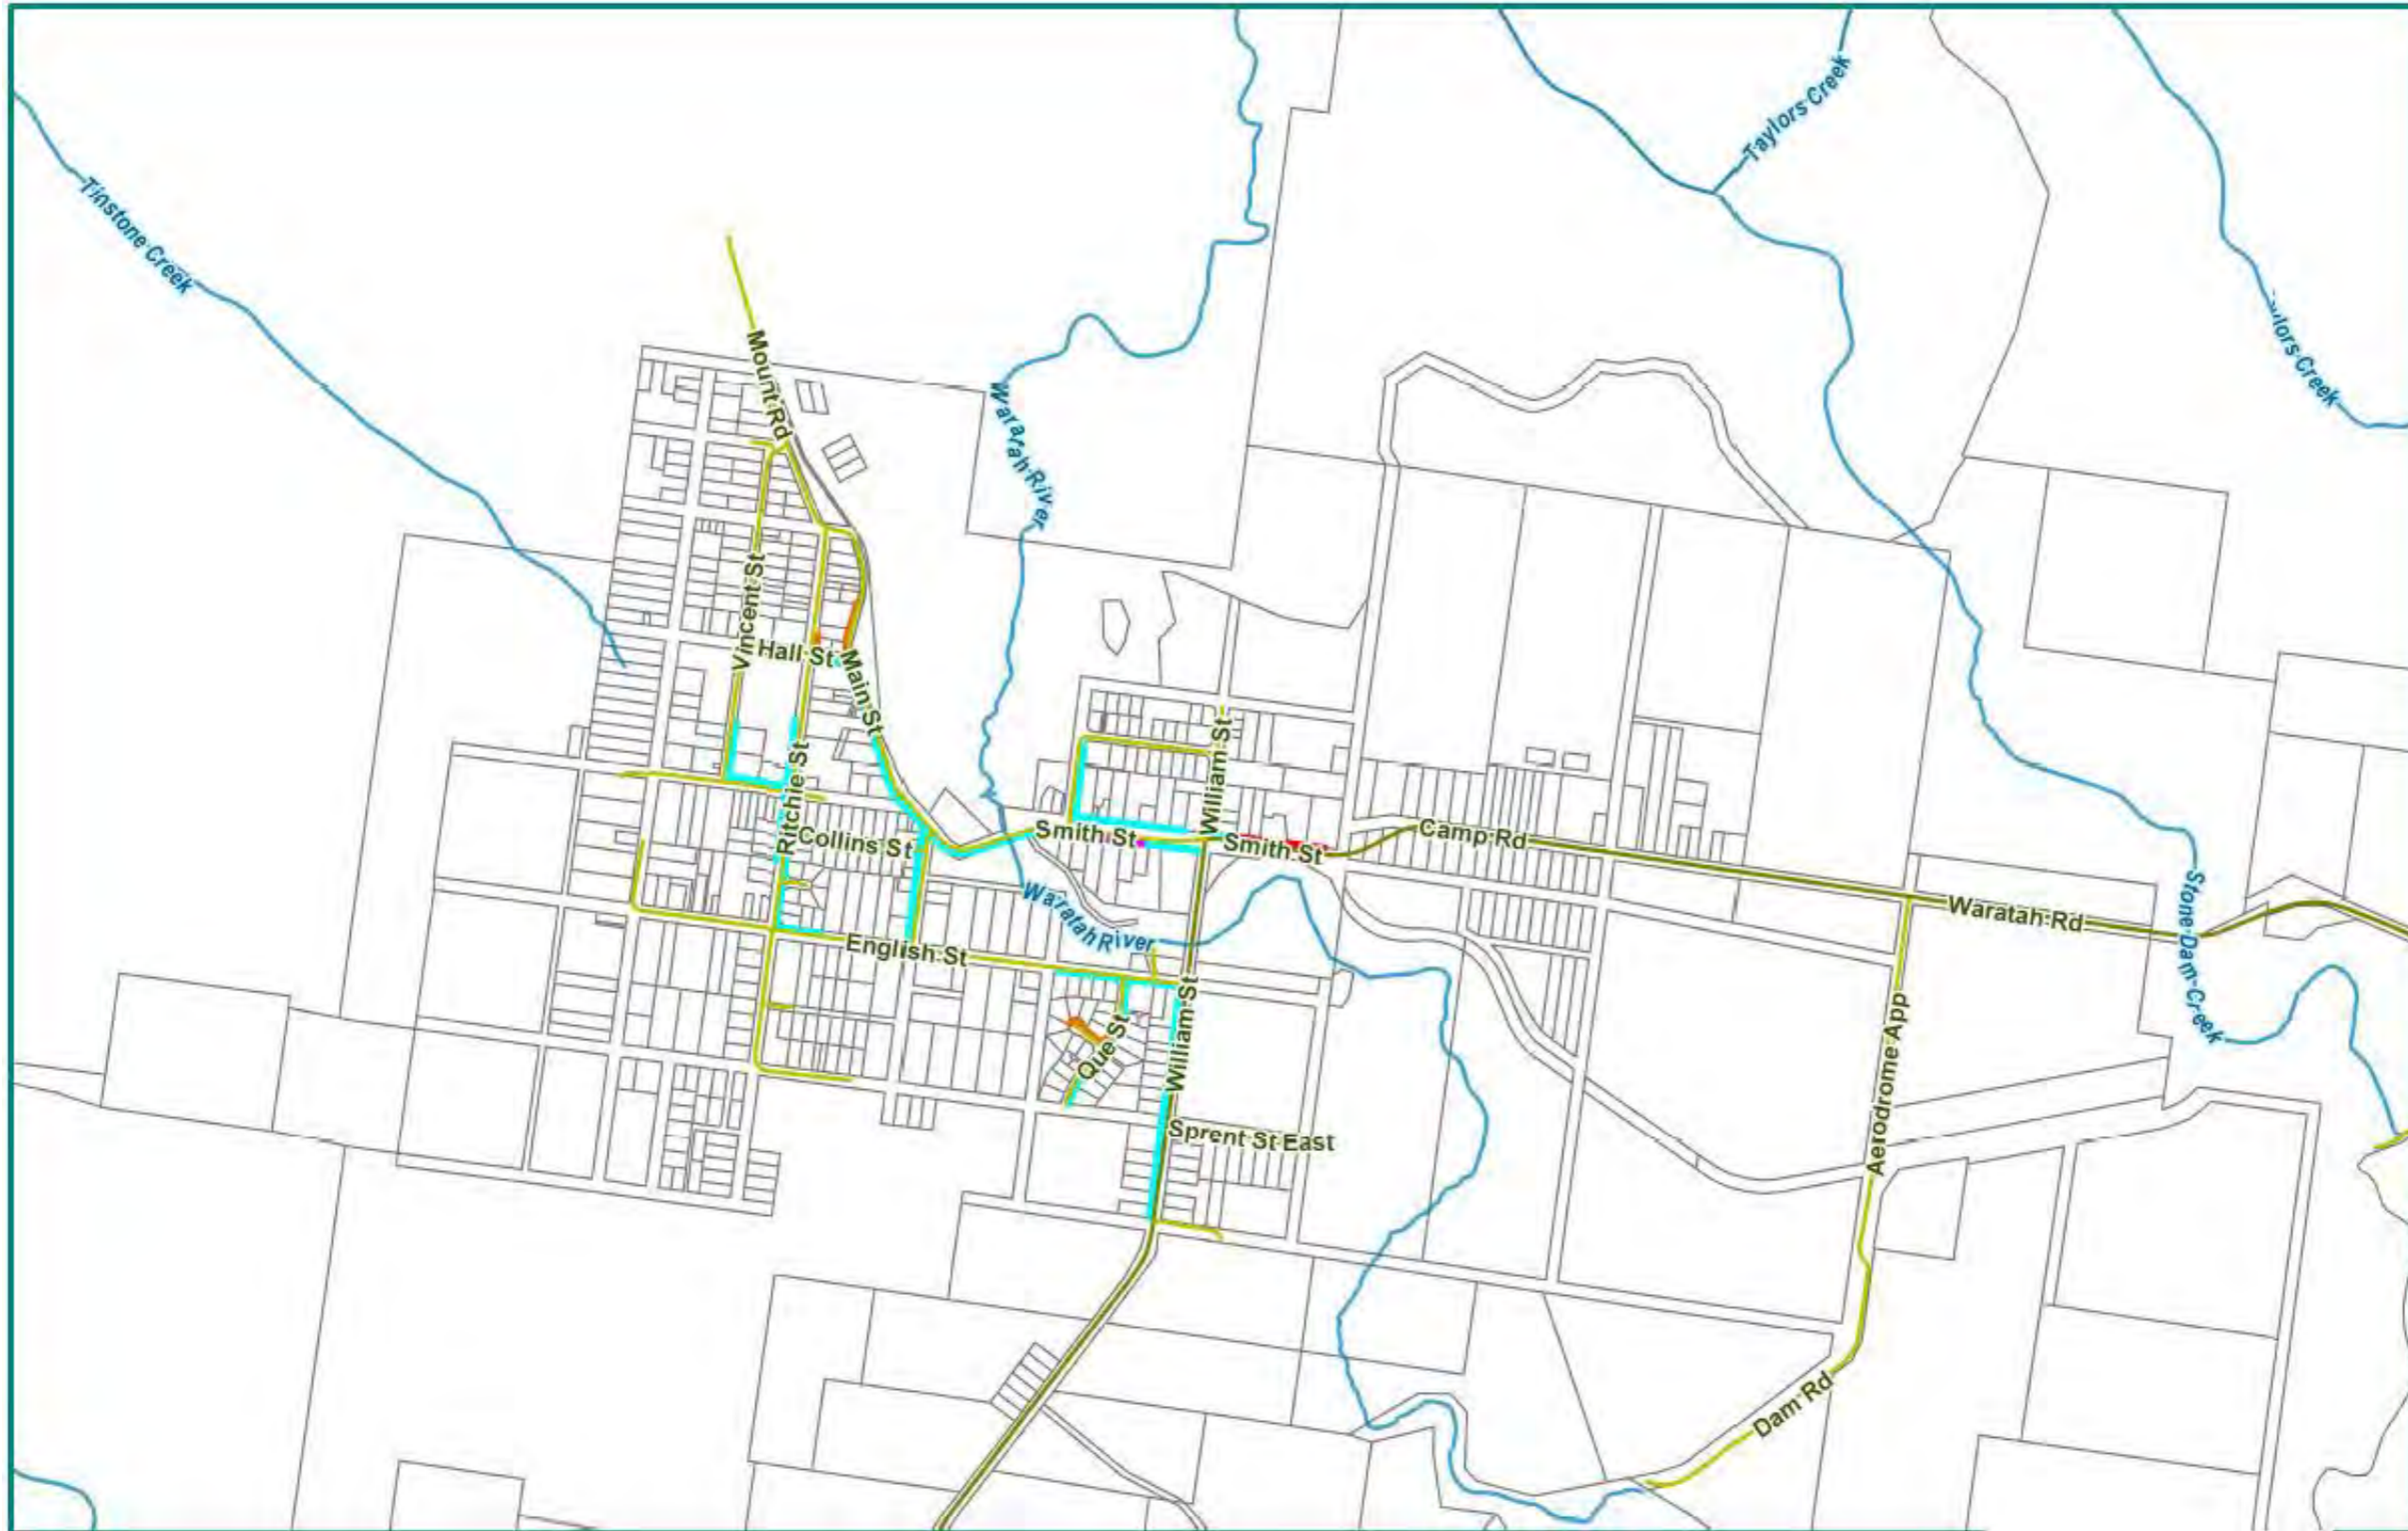 Taylors Creek
Tinstone Creek
Mount Rd
Waratah River
Vincent St
Hall St
Main St
William St
Ritchie St
Collins St
Smith St
Smith St
Camp Rd
Waratah Rd
Waratah River
English St
Stone Dam Creek
William St
Que St
Aerodrome App
Sprent St East
Dam Rd
ylors Creek